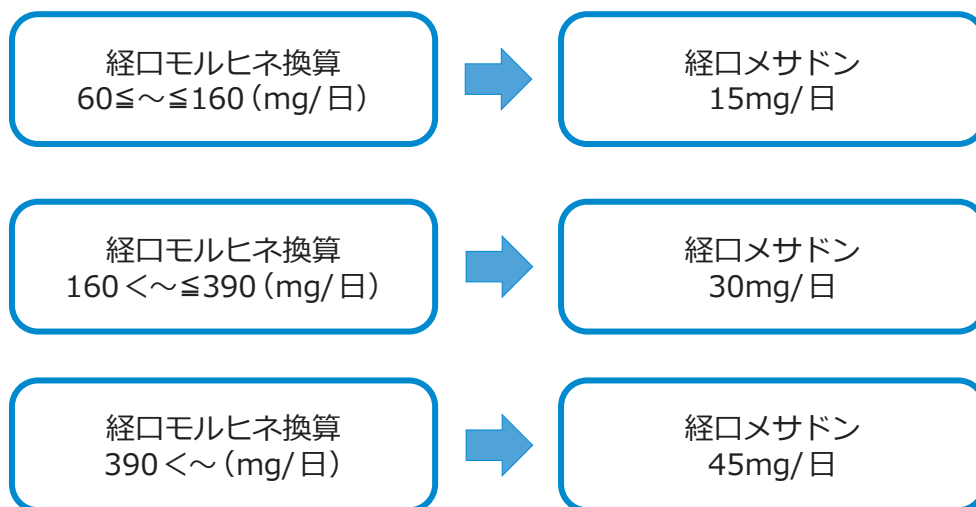 経口モルヒネ換算
60≦～≦160（mg/日）
経口メサドン
15mg/日
経口モルヒネ換算
160＜～≦390（mg/日）
経口メサドン
30mg/日
経口モルヒネ換算
390＜～（mg/日）
経口メサドン
45mg/日